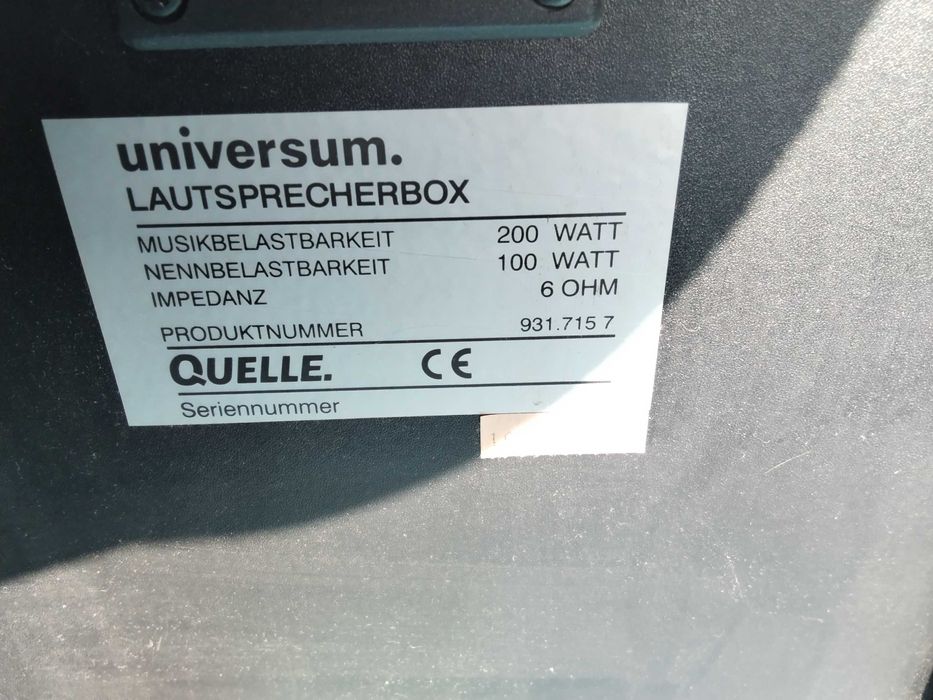 universum.
LAUTSPRECHERBOX
MUSIKBELASTBARKEIT 200 WATT
NENNBELASTBARKEIT 100 WATT
IMPEDANZ 6 OHM
PRODUKTNUMMER 931.715 7
QUELLE. CE
Seriennummer